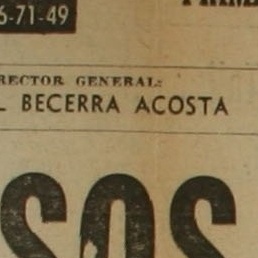 6-71-49
RECTOR GENERAL:
L BECERRA ACOSTA
SOS